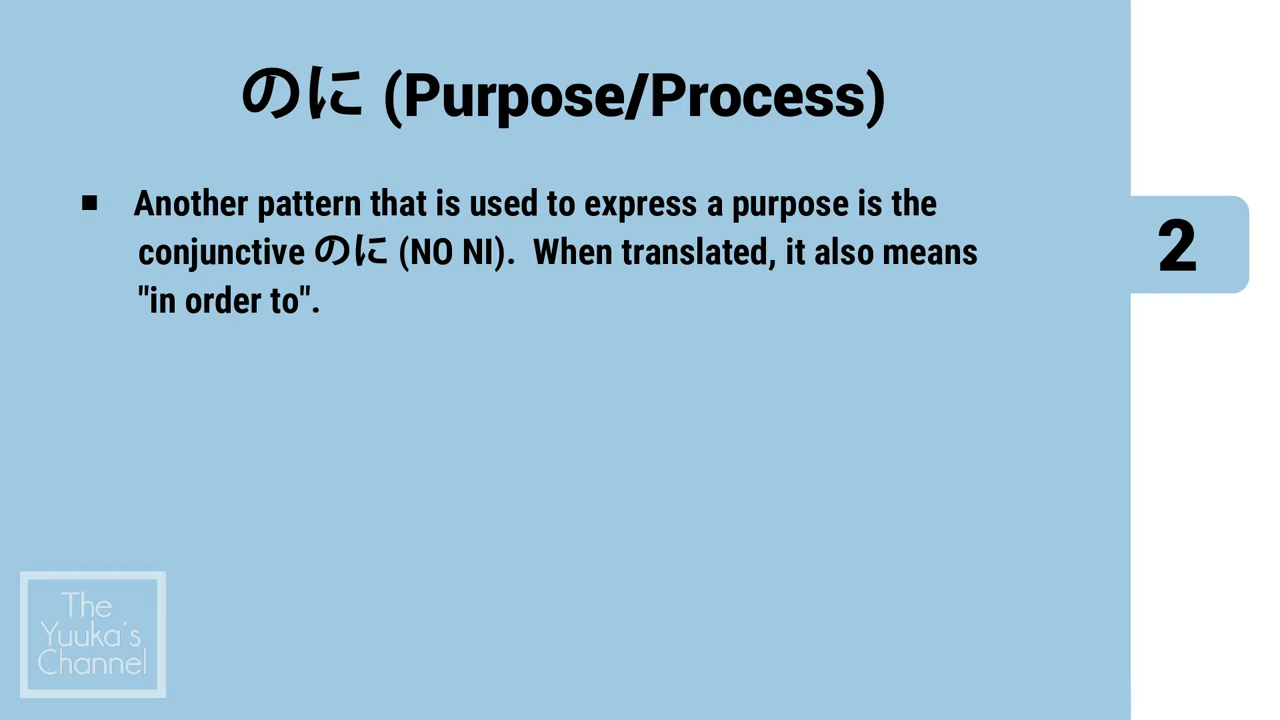 のに (Purpose/Process)
■ Another pattern that is used to express a purpose is the
conjunctive のに (NO NI). When translated, it also means
"in order to".
2
The
Yuuka's
Channel